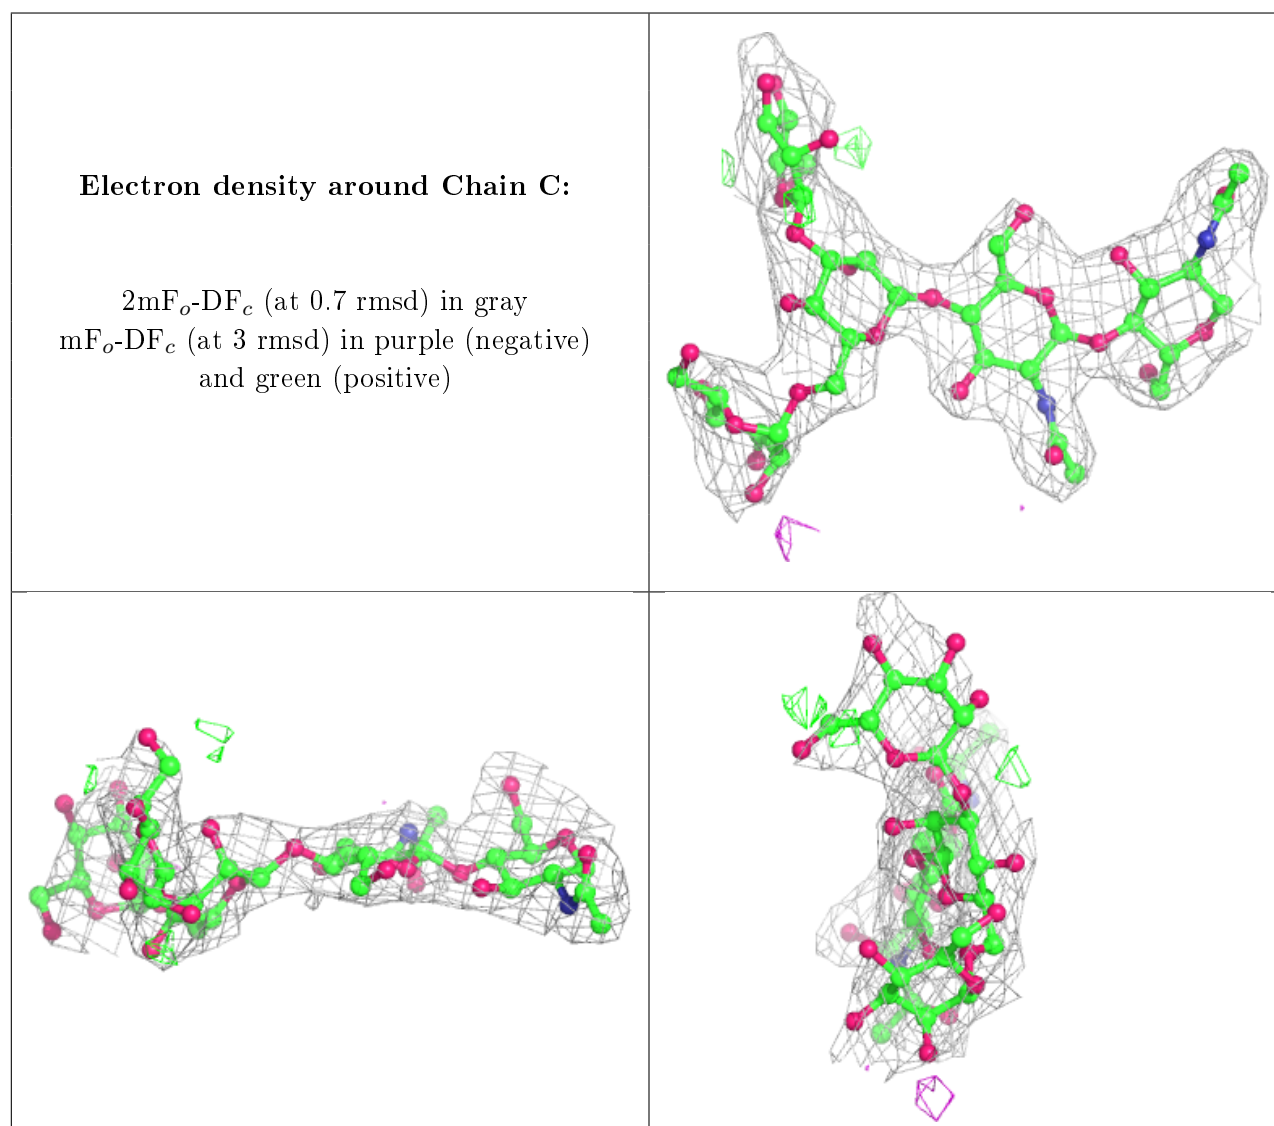 Electron density around Chain C:
2mFo-DFc (at 0.7 rmsd) in gray
mFo-DFc (at 3 rmsd) in purple (negative)
and green (positive)